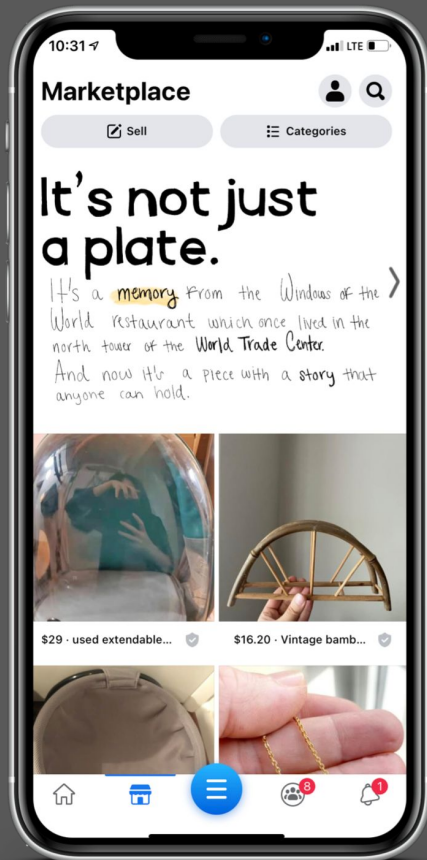 10:31
LTE
Marketplace
Sell
Categories
It's not just
a plate.
It's a memory from the Windows of the
World restaurant which once lived in the
north tower of the World Trade Center.
And now it's a piece with a story that
anyone can hold.
$29 · used extendable...
$16.20 · Vintage bamb...
8
1